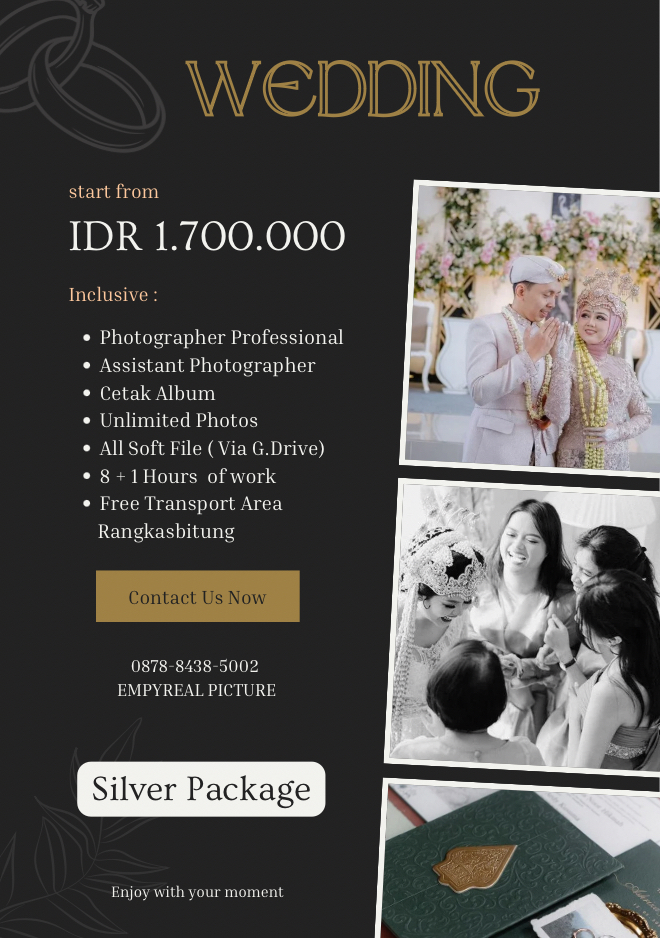 WEDDING
start from
IDR 1.700.000
Inclusive :
• Photographer Professional
• Assistant Photographer
• Cetak Album
• Unlimited Photos
• All Soft File ( Via G.Drive)
• 8 + 1 Hours  of work
• Free Transport Area
Rangkasbitung
Contact Us Now
0878-8438-5002
EMPYREAL PICTURE
Silver Package
Enjoy with your moment